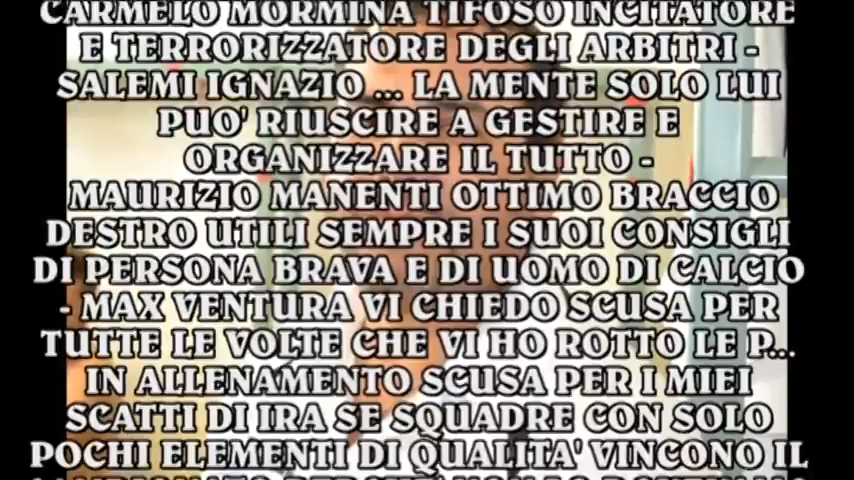 CARMELO MORMINA TIFOSO INCITATORE
E TERRORIZZATORE DEGLI ARBITRI -
SALEMI IGNAZIO ... LA MENTE SOLO LUI
PUO' RIUSCIRE A GESTIRE E
ORGANIZZARE IL TUTTO -
MAURIZIO MANENTI OTTIMO BRACCIO
DESTRO UTILI SEMPRE I SUOI CONSIGLI
DI PERSONA BRAVA E DI UOMO DI CALCIO
- MAX VENTURA VI CHIEDO SCUSA PER
TUTTE LE VOLTE CHE VI HO ROTTO LE P...
IN ALLENAMENTO SCUSA PER I MIEI
SCATTI DI IRA SE SQUADRE CON SOLO
POCHI ELEMENTI DI QUALITA' VINCONO IL